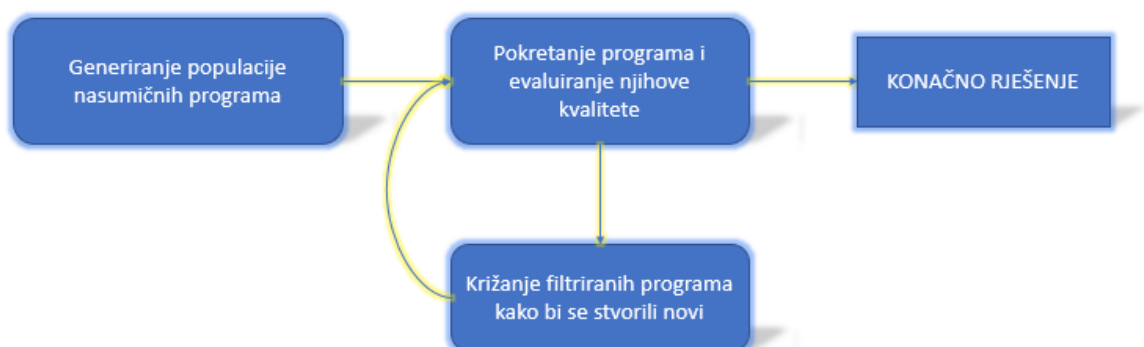 Generiranje populacije
nasumičnih programa
Pokretanje programa i
evaluiranje njihove
kvalitete
KONAČNO RJEŠENJE
Križanje filtriranih programa
kako bi se stvorili novi